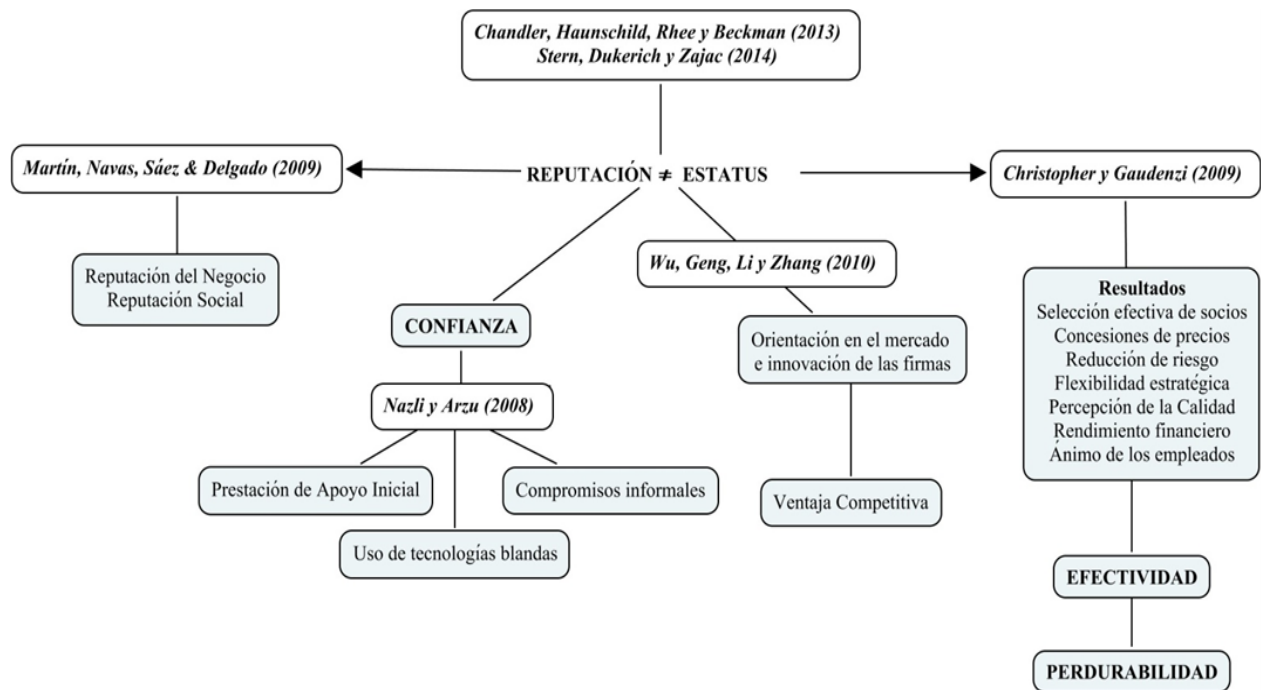 Chandler, Haunschild, Rhee y Beckman (2013)
Stern, Dukerich y Zajac (2014)
Martín, Navas, Sáez & Delgado (2009)
REPUTACIÓN ≠ ESTATUS
Christopher y Gaudenzi (2009)
Reputación del Negocio
Reputación Social
Wu, Geng, Li y Zhang (2010)
CONFIANZA
Orientación en el mercado
e innovación de las firmas
Resultados
Selección efectiva de socios
Concesiones de precios
Reducción de riesgo
Flexibilidad estratégica
Percepción de la Calidad
Rendimiento financiero
Ánimo de los empleados
Nazli y Arzu (2008)
Prestación de Apoyo Inicial
Compromisos informales
Uso de tecnologías blandas
Ventaja Competitiva
EFECTIVIDAD
PERDURABILIDAD